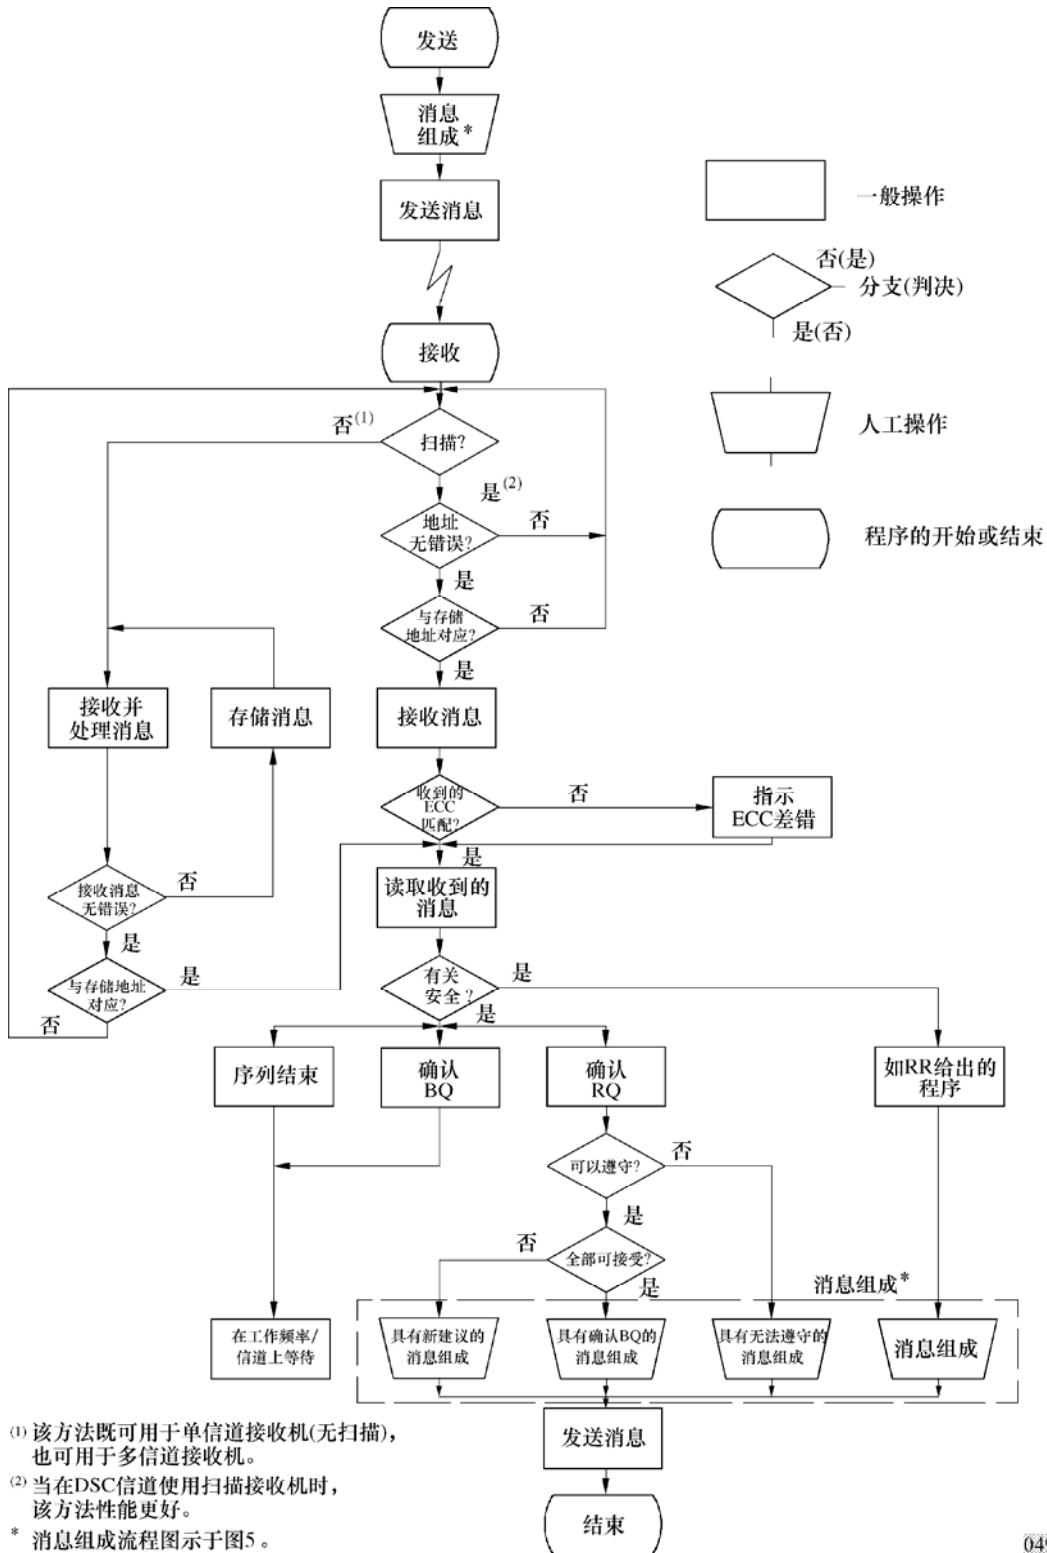 发送
消息
组成*
发送消息
一般操作
否(是)
分支(判决)
是(否)
接收
否(1)
扫描?
人工操作
是(2)
地址
无错误?
否
程序的开始或结束
是
与存储
地址对应?
否
是
接收并
处理消息
存储消息
接收消息
收到的
ECC
匹配?
否
指示
ECC差错
是
接收消息
无错误?
否
读取收到的
消息
是
与存储地址
对应?
是
有关
安全?
是
否
是
序列结束
确认
BQ
确认
RQ
如RR给出的
程序
可以遵守?
否
是
否
全部可接受?
是
消息组成*
在工作频率/
信道上等待
具有新建议的
消息组成
具有确认BQ的
消息组成
具有无法遵守的
消息组成
消息组成
发送消息
结束
(1) 该方法既可用于单信道接收机(无扫描),
也可用于多信道接收机。
(2) 当在DSC信道使用扫描接收机时,
该方法性能更好。
* 消息组成流程图示于图5。